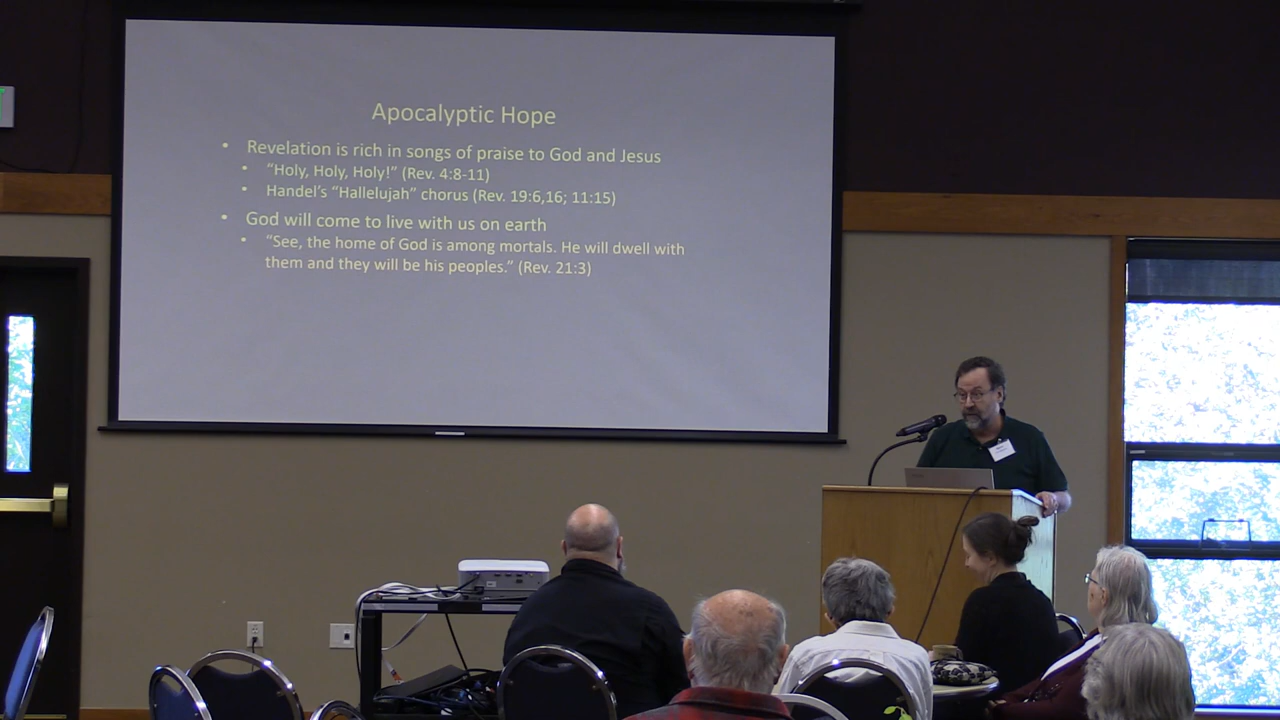 Apocalyptic Hope
• Revelation is rich in songs of praise to God and Jesus
• “Holy, Holy, Holy!” (Rev. 4:8-11)
• Handel’s “Hallelujah” chorus (Rev. 19:6,16; 11:15)
• God will come to live with us on earth
• “See, the home of God is among mortals. He will dwell with
them and they will be his peoples.” (Rev. 21:3)